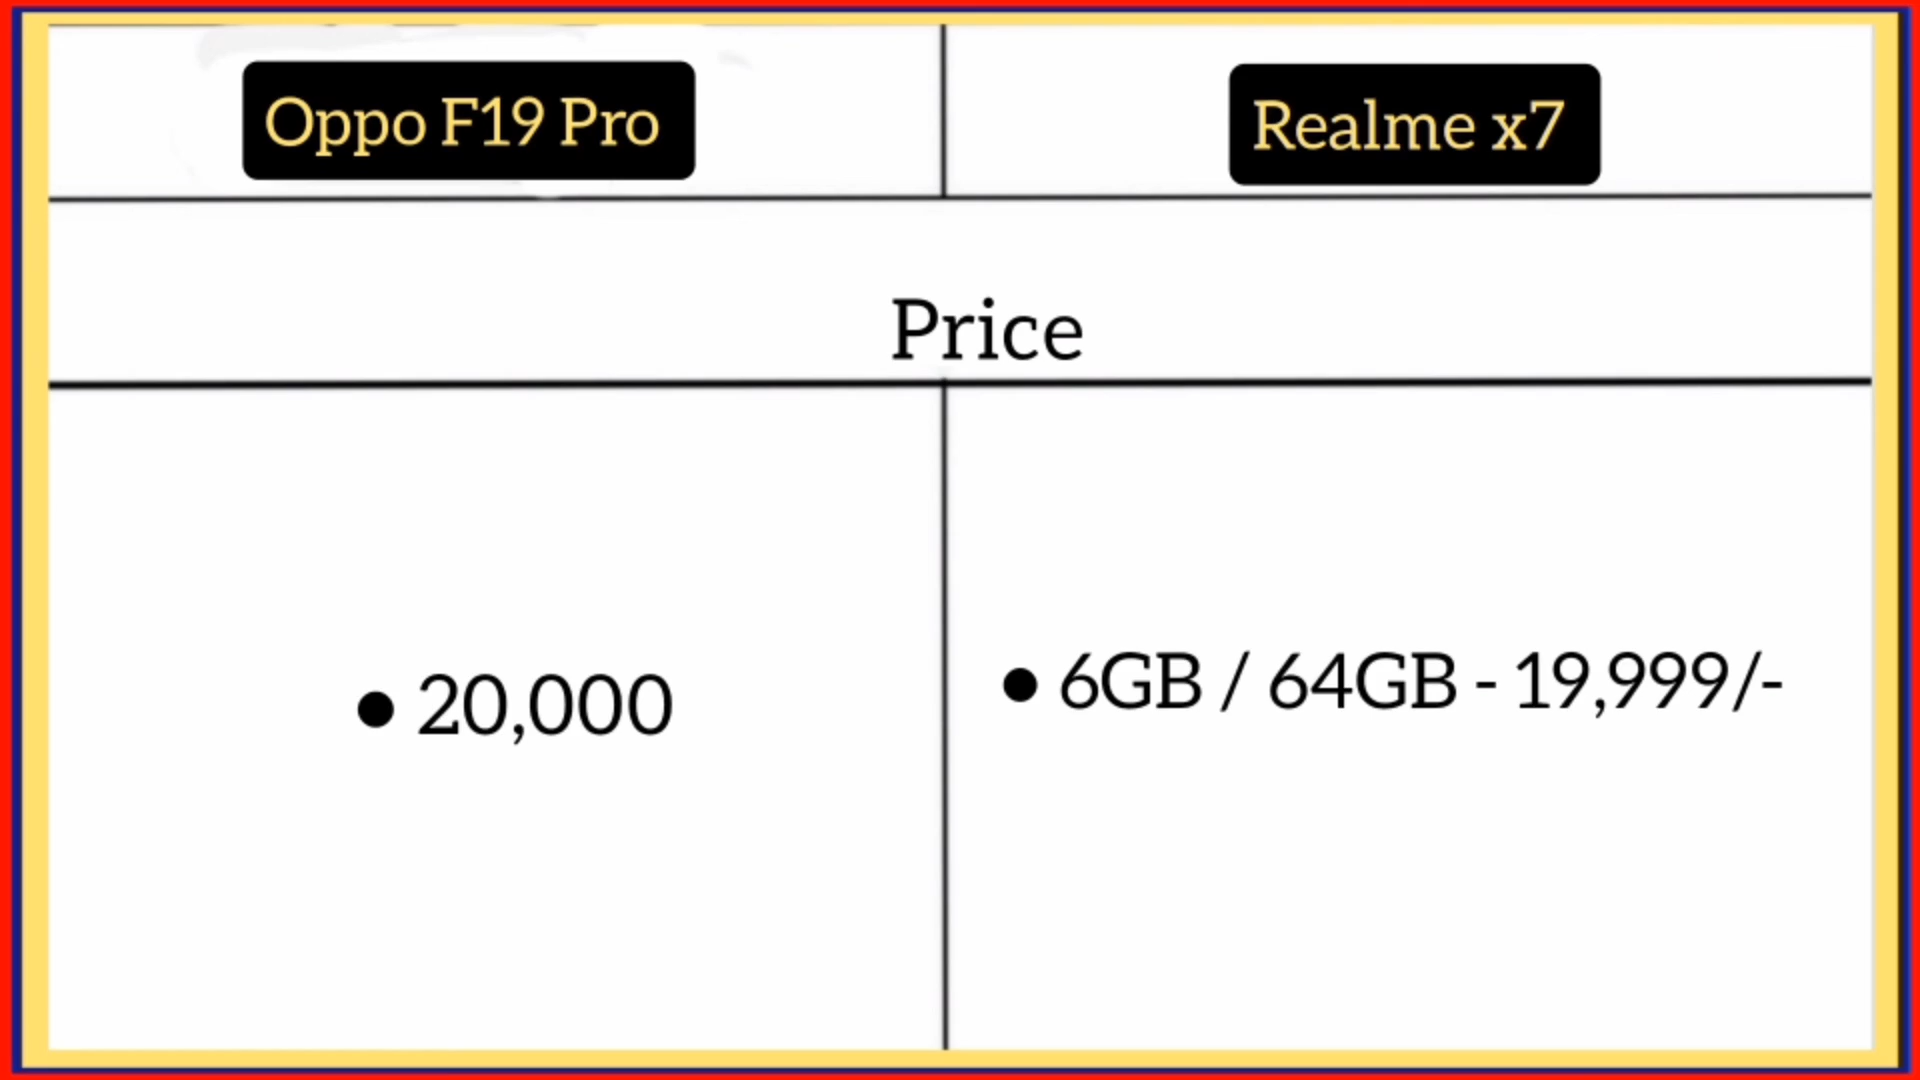 Oppo F19 Pro
Realme x7
Price
• 20,000
• 6GB / 64GB - 19,999/-